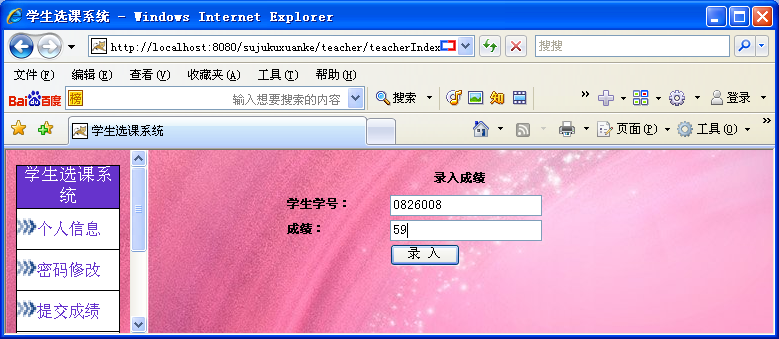 学生选课系统 - Windows Internet Explorer
http://localhost:8080/sujukuxuanke/teacher/teacherIndex
搜搜
文件(F) 编辑(E) 查看(V) 收藏夹(A) 工具(T) 帮助(H)
Bai百度 榜 输入想要搜索的内容 搜索 知 » 登录
学生选课系统 页面(P) 工具(O) »
学生选课系
统
个人信息
密码修改
提交成绩
录入成绩
学生学号： 0826008
成绩： 59
录 入